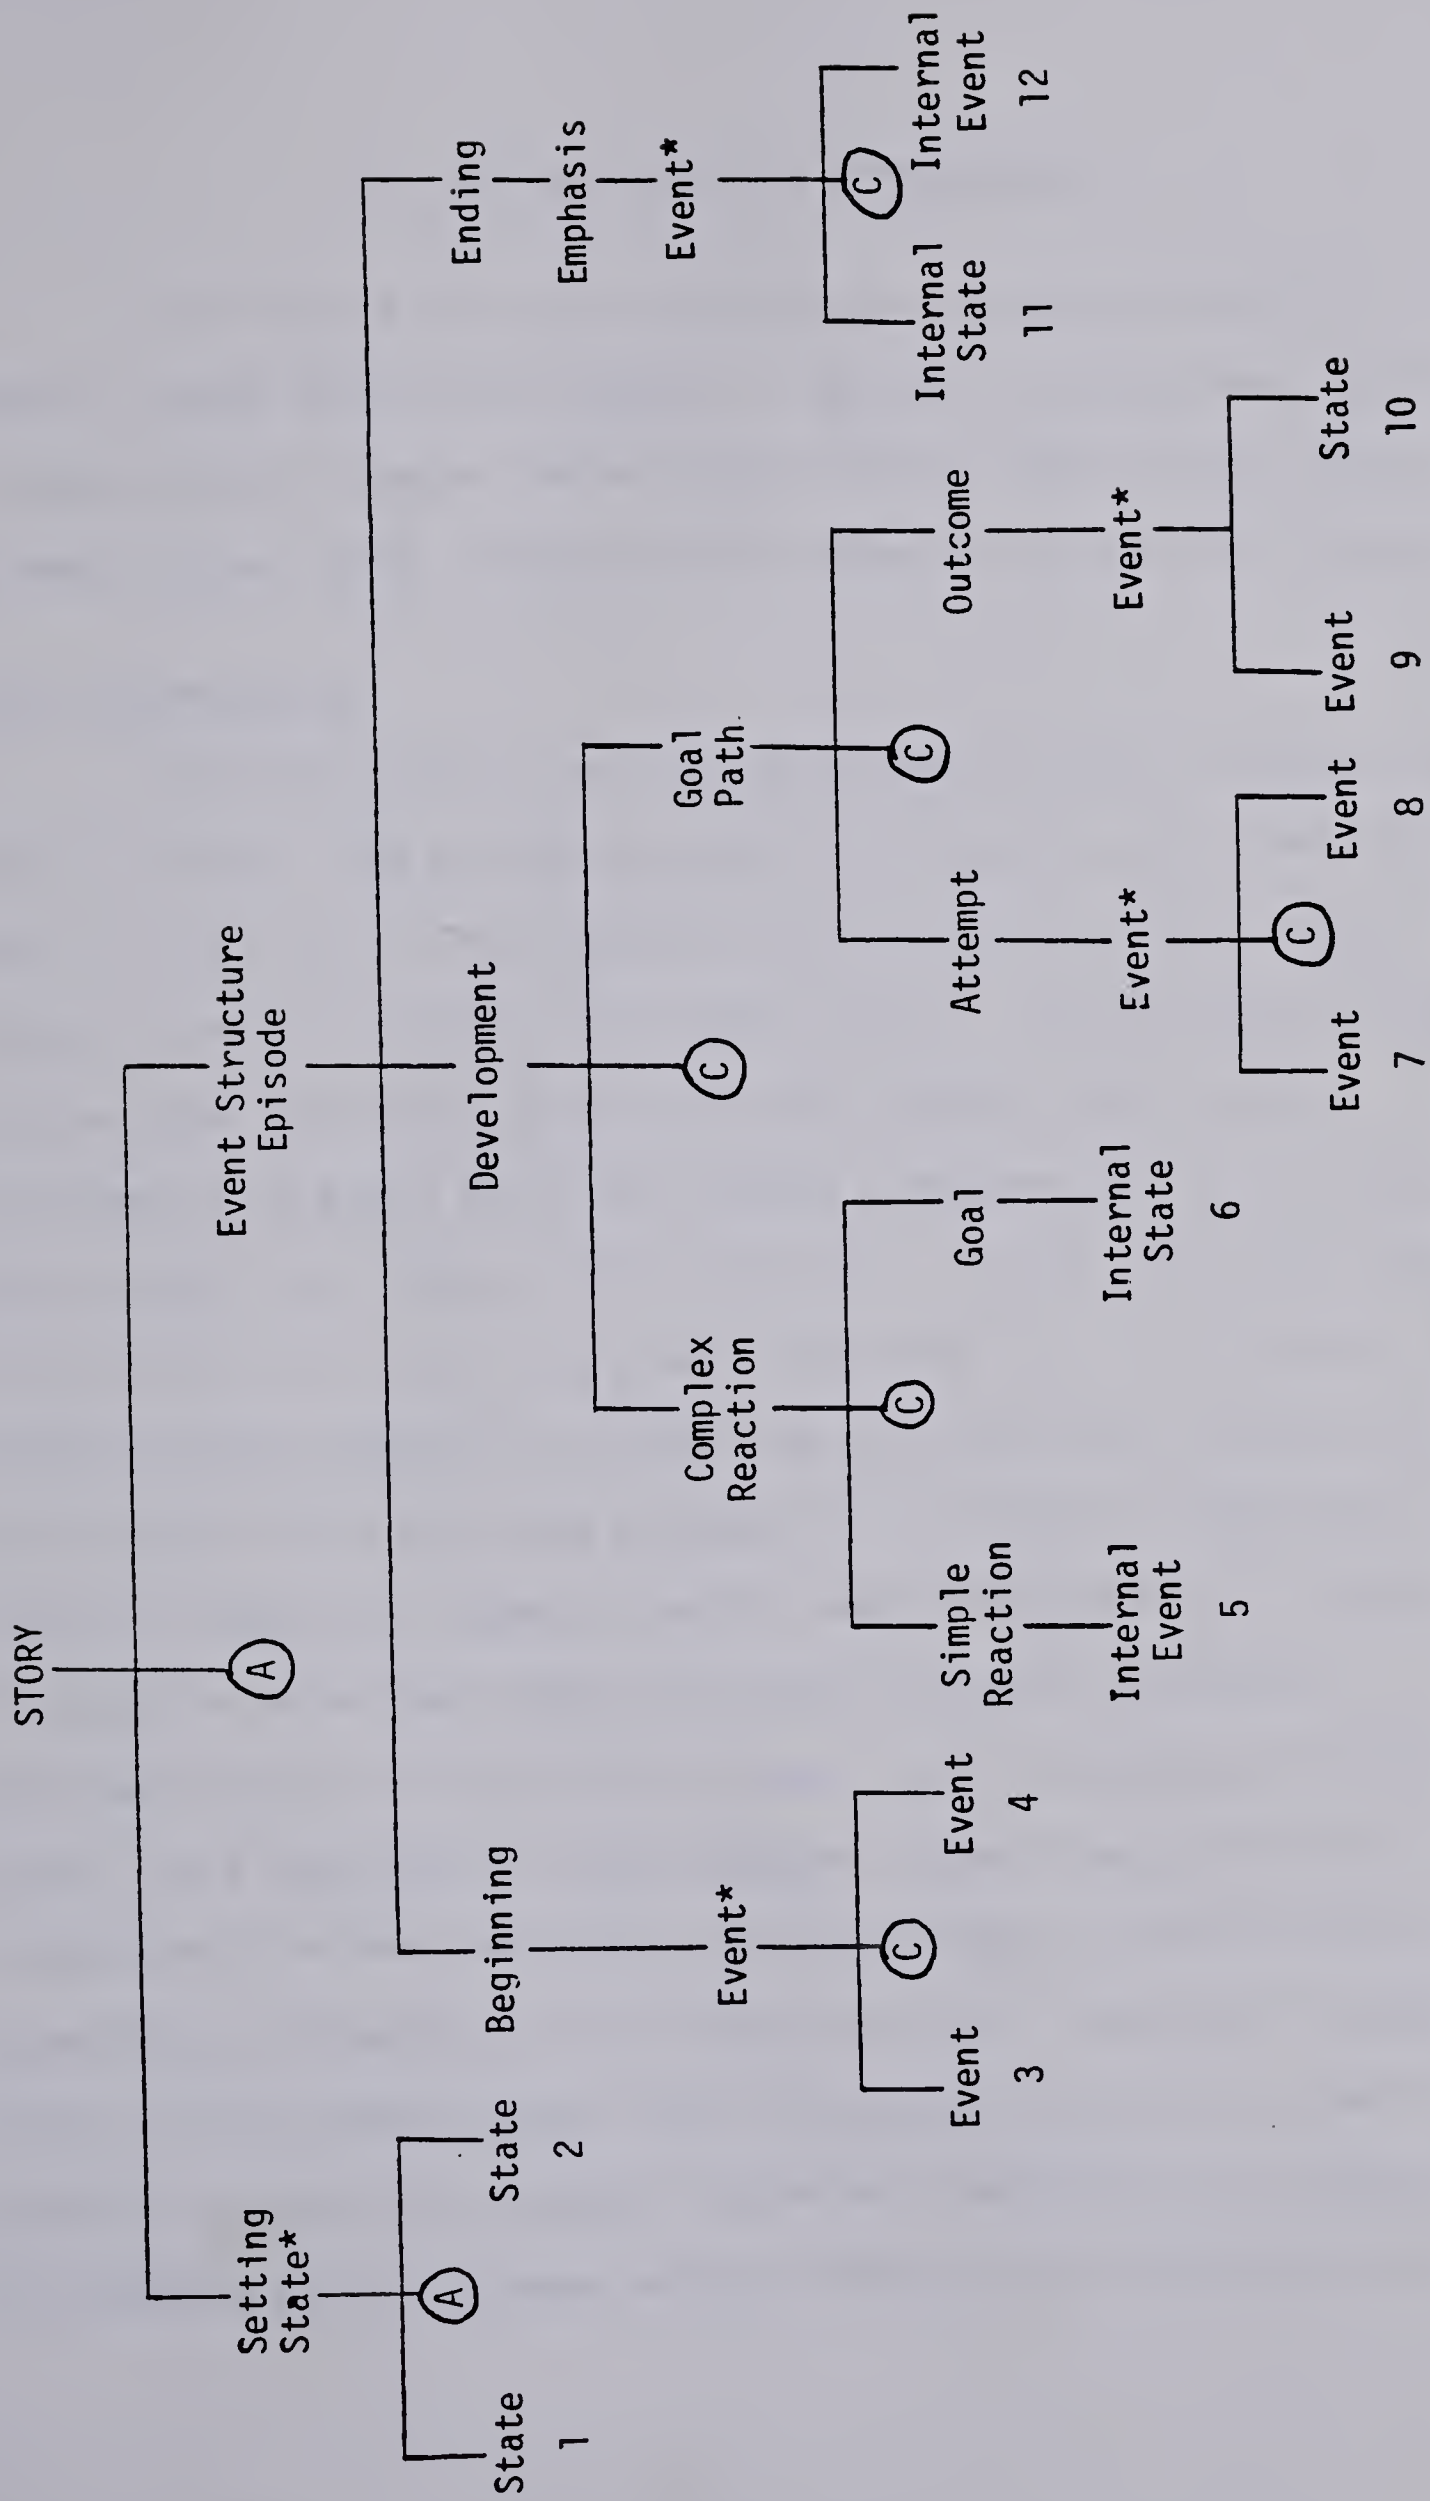 STORY
A
Setting
State*
A
State
1
State
2
Event Structure
Episode
Beginning
Event*
C
Event
3
Event
4
Development
C
Complex
Reaction
C
Simple
Reaction
Internal
Event
5
Goal
Internal
State
6
Goal
Path
C
Attempt
Event*
C
Event
7
Event
8
Outcome
Event*
Event
9
State
10
Ending
Emphasis
Event*
C
Internal
State
11
Internal
Event
12